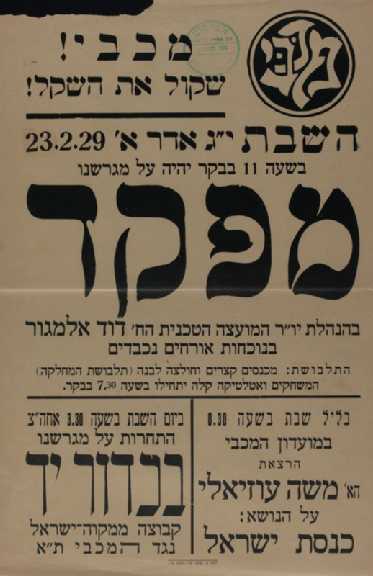 מכבי
מכבי!
שקול את השקל!
השבת י״ג אדר א׳ 23.2.29
בשעה 11 בבקר יהיה על מגרשנו
מפקד
בהנהלת יו״ר המועצה הטכנית הח׳ דוד אלמגור
בנוכחות אורחים נכבדים
התלבושת: מכנסים קצרים וחולצה לבנה (תלבושת המחלקה)
המשחקים ואטלטיקה קלה יתחילו בשעה 7.30 בבקר.
בליל שבת בשעה 8.30
במועדון המכבי
הרצאת
הא׳ משה עוזיאלי
על הנושא:
כנסת ישראל
ביום השבת בשעה 3.30 אחה״צ
התחרות על מגרשנו
בכדור יד
קבוצה ממקוה-ישראל
נגד המכבי ת״א